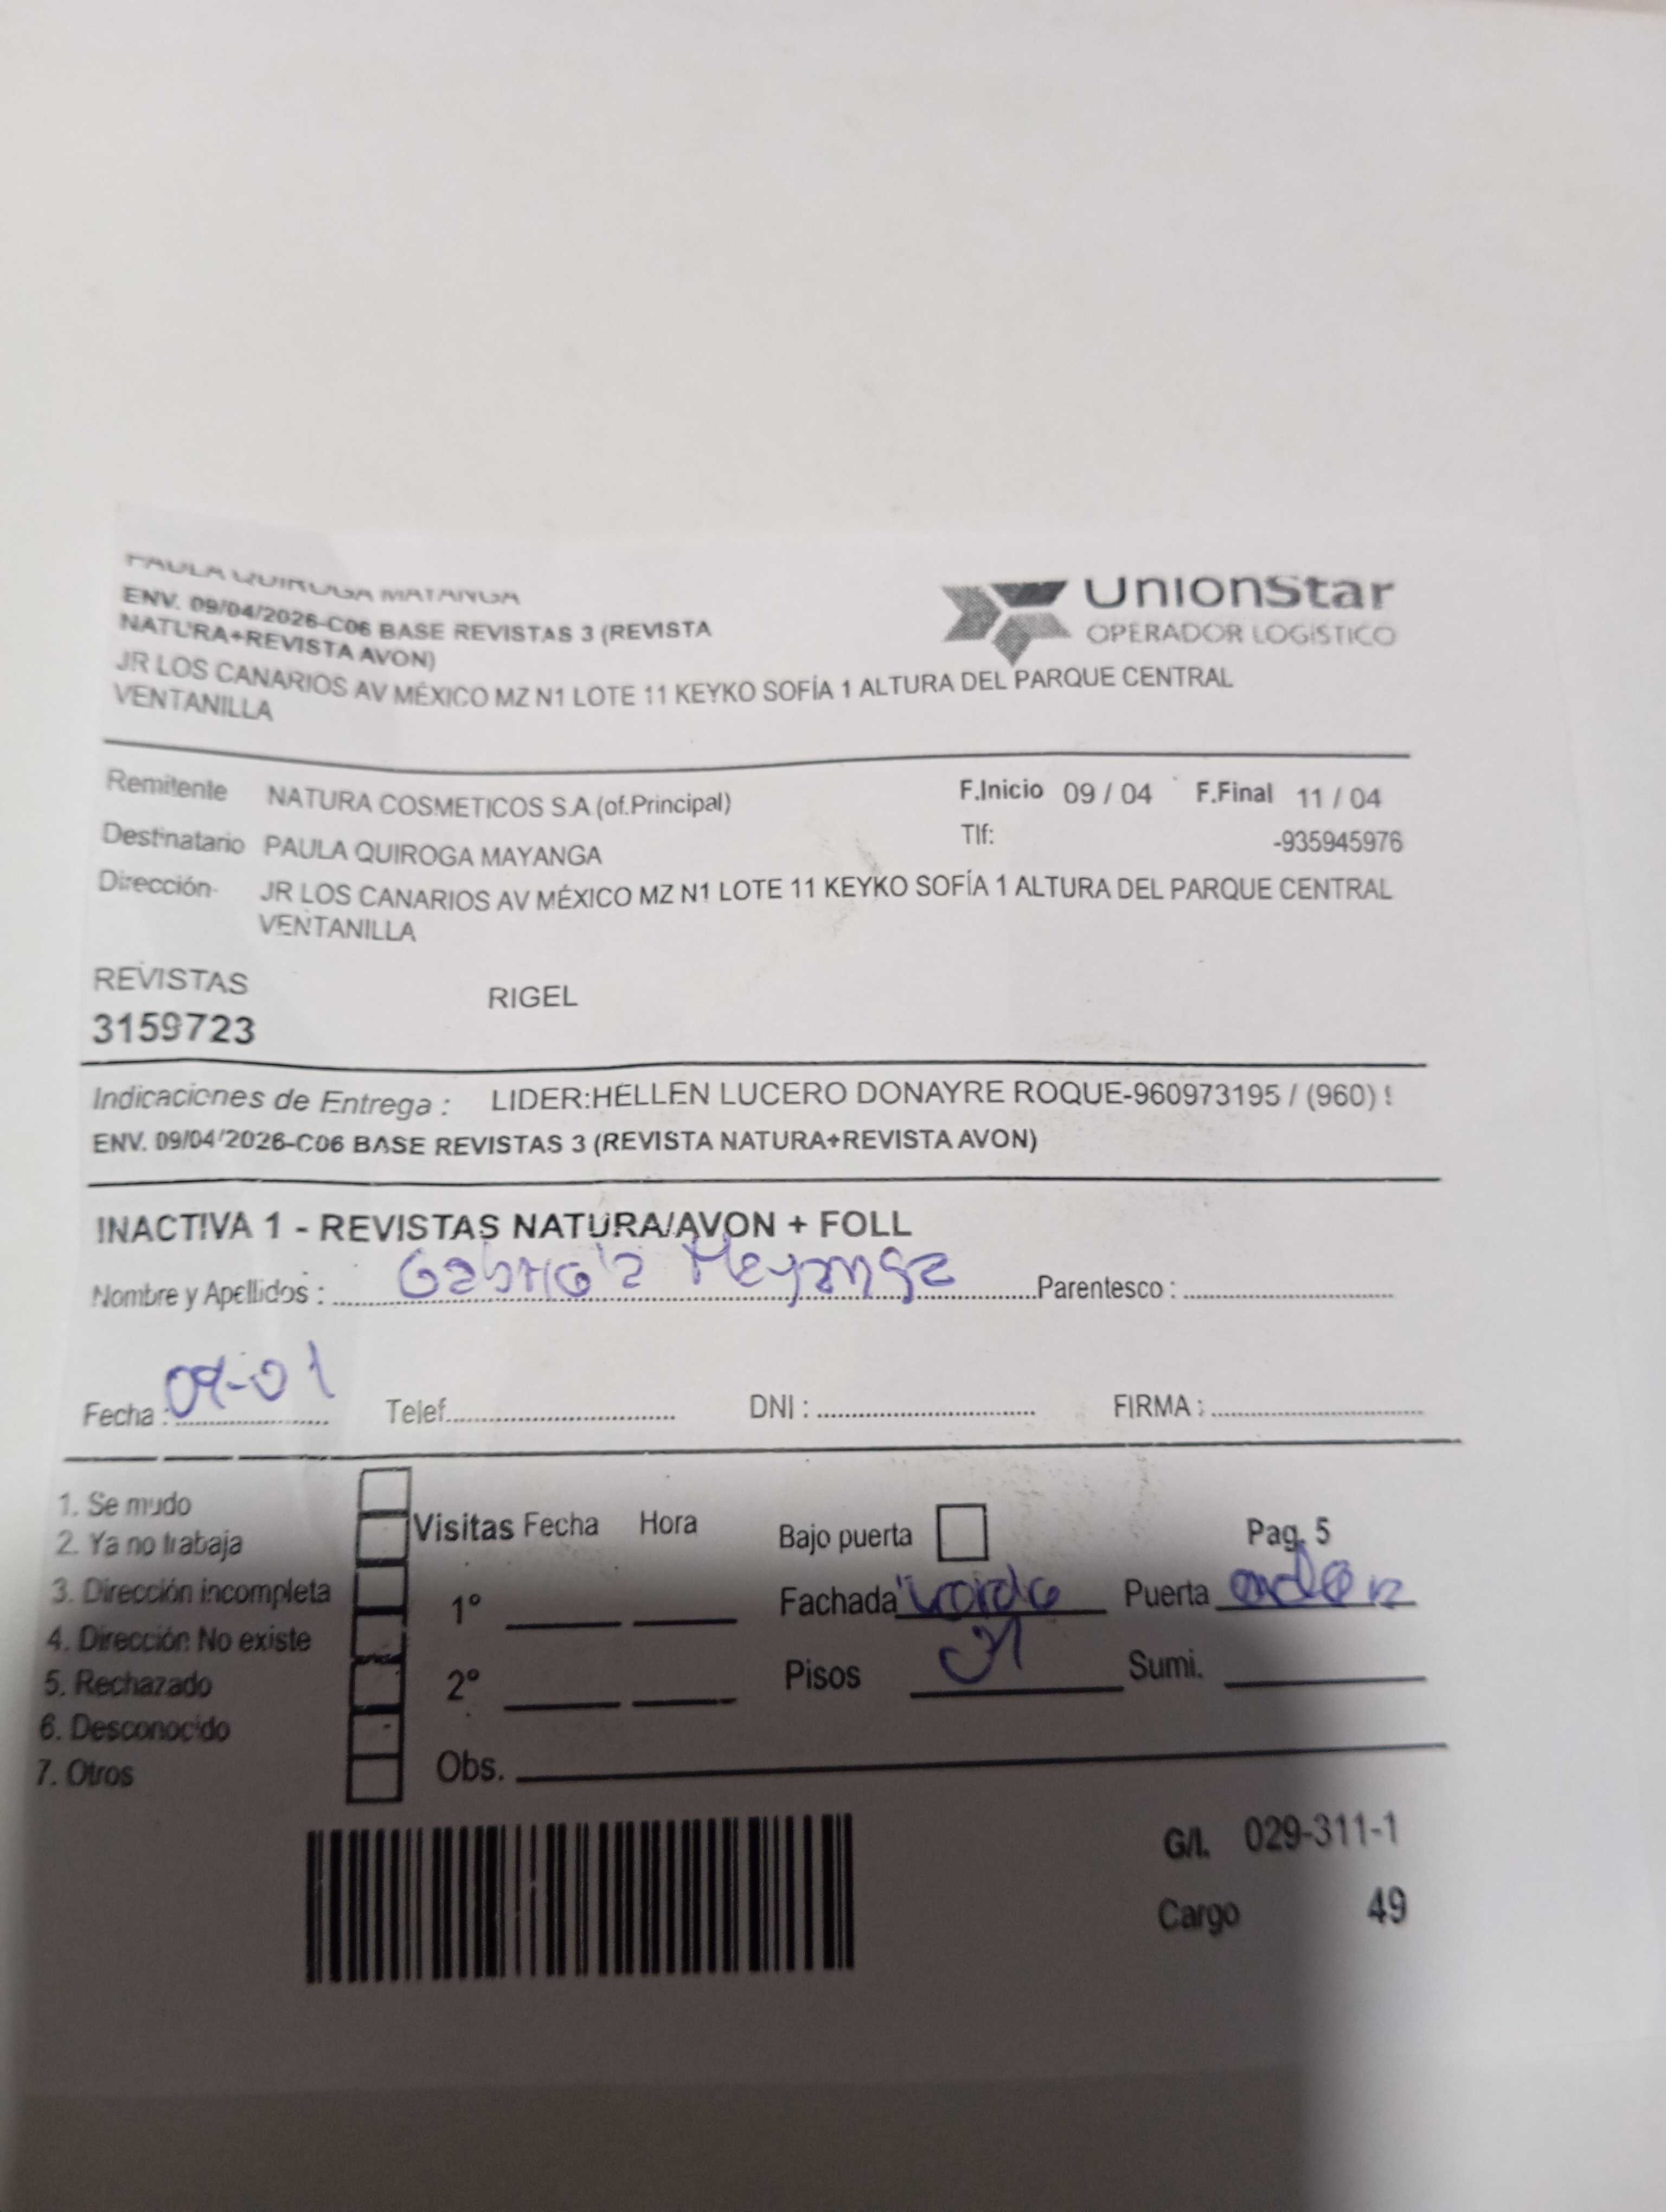 PAULA QUIROGA MAYANGA
ENV. 09/04/2026-C06 BASE REVISTAS 3 (REVISTA
NATURA+REVISTA AVON)
JR LOS CANARIOS AV MÉXICO MZ N1 LOTE 11 KEYKO SOFÍA 1 ALTURA DEL PARQUE CENTRAL
VENTANILLA
UnionStar
OPERADOR LOGÍSTICO
Remitente NATURA COSMETICOS S.A (of.Principal) F.Inicio 09 / 04 F.Final 11 / 04
Destinatario PAULA QUIROGA MAYANGA Tlf: -935945976
Dirección JR LOS CANARIOS AV MÉXICO MZ N1 LOTE 11 KEYKO SOFÍA 1 ALTURA DEL PARQUE CENTRAL
VENTANILLA
REVISTAS RIGEL
3159723
Indicaciones de Entrega : LIDER:HELLEN LUCERO DONAYRE ROQUE-960973195 / (960)
ENV. 09/04/2026-C06 BASE REVISTAS 3 (REVISTA NATURA+REVISTA AVON)
INACTIVA 1 - REVISTAS NATURA/AVON + FOLL
Nombre y Apellidos : Gabriela Mayanga Parentesco :
Fecha : Telef. DNI : FIRMA :
1. Se mudo
2. Ya no trabaja
3. Dirección incompleta
4. Dirección No existe
5. Rechazado
6. Desconocido
7. Otros
Visitas Fecha Hora
1º
2º
Obs.
Bajo puerta Pag. 5
Fachada Puerta
Pisos Sumi.
G/l. 029-311-1
Cargo 49